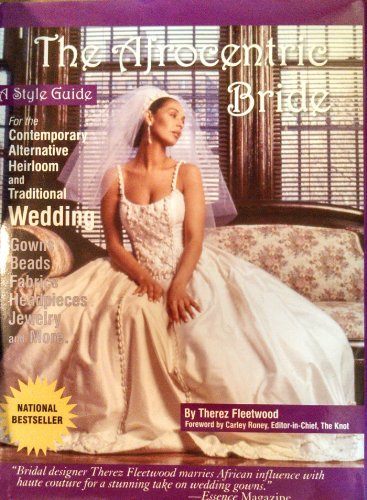 The Afrocentric
Bride
A Style Guide
For the
Contemporary
Alternative
Heirloom
and
Traditional
Wedding
Gowns
Beads
Fabrics
Headpieces
Jewelry
and More.
By Therez Fleetwood
Foreword by Carley Roney, Editor-in-Chief, The Knot
NATIONAL
BESTSELLER
"Bridal designer Therez Fleetwood marries African influence with
haute couture for a stunning take on wedding gowns."
—Essence Magazine